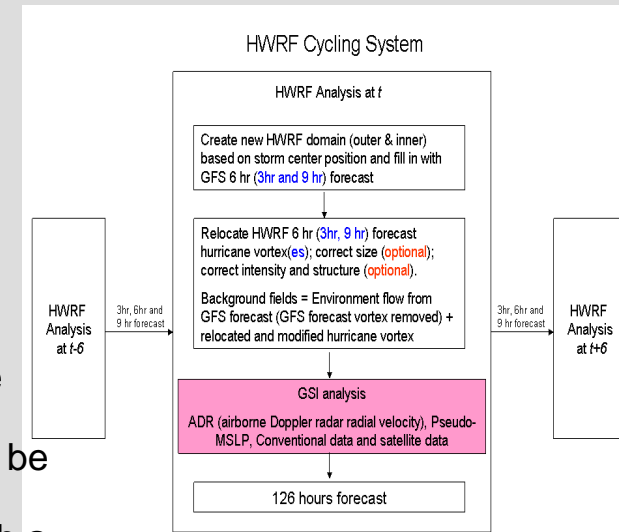 HWRF Cycling System
HWRF Analysis at t
Create new HWRF domain (outer & inner)
based on storm center position and fill in with
GFS 6 hr (3hr and 9 hr) forecast
Relocate HWRF 6 hr (3hr, 9 hr) forecast
hurricane vortex(es); correct size (optional);
correct intensity and structure (optional).
Background fields = Environment flow from
GFS forecast (GFS forecast vortex removed) +
relocated and modified hurricane vortex
HWRF
Analysis
at t-6
3hr, 6hr and
9 hr forecast
3hr, 6hr and
9 hr forecast
HWRF
Analysis
at t+6
GSI analysis
ADR (airborne Doppler radar radial velocity), Pseudo-
MSLP, Conventional data and satellite data
126 hours forecast
be